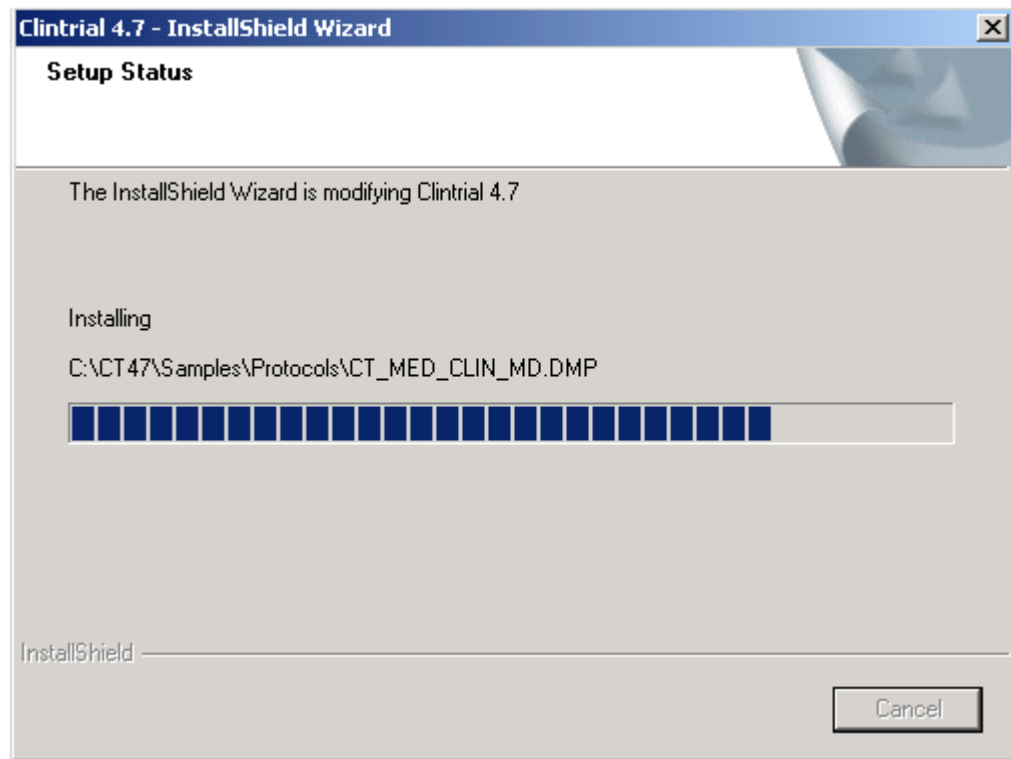 Clintrial 4.7 - InstallShield Wizard
Setup Status
The InstallShield Wizard is modifying Clintrial 4.7
Installing
C:\CT47\Samples\Protocols\CT_MED_CLIN_MD.DMP
InstallShield
Cancel